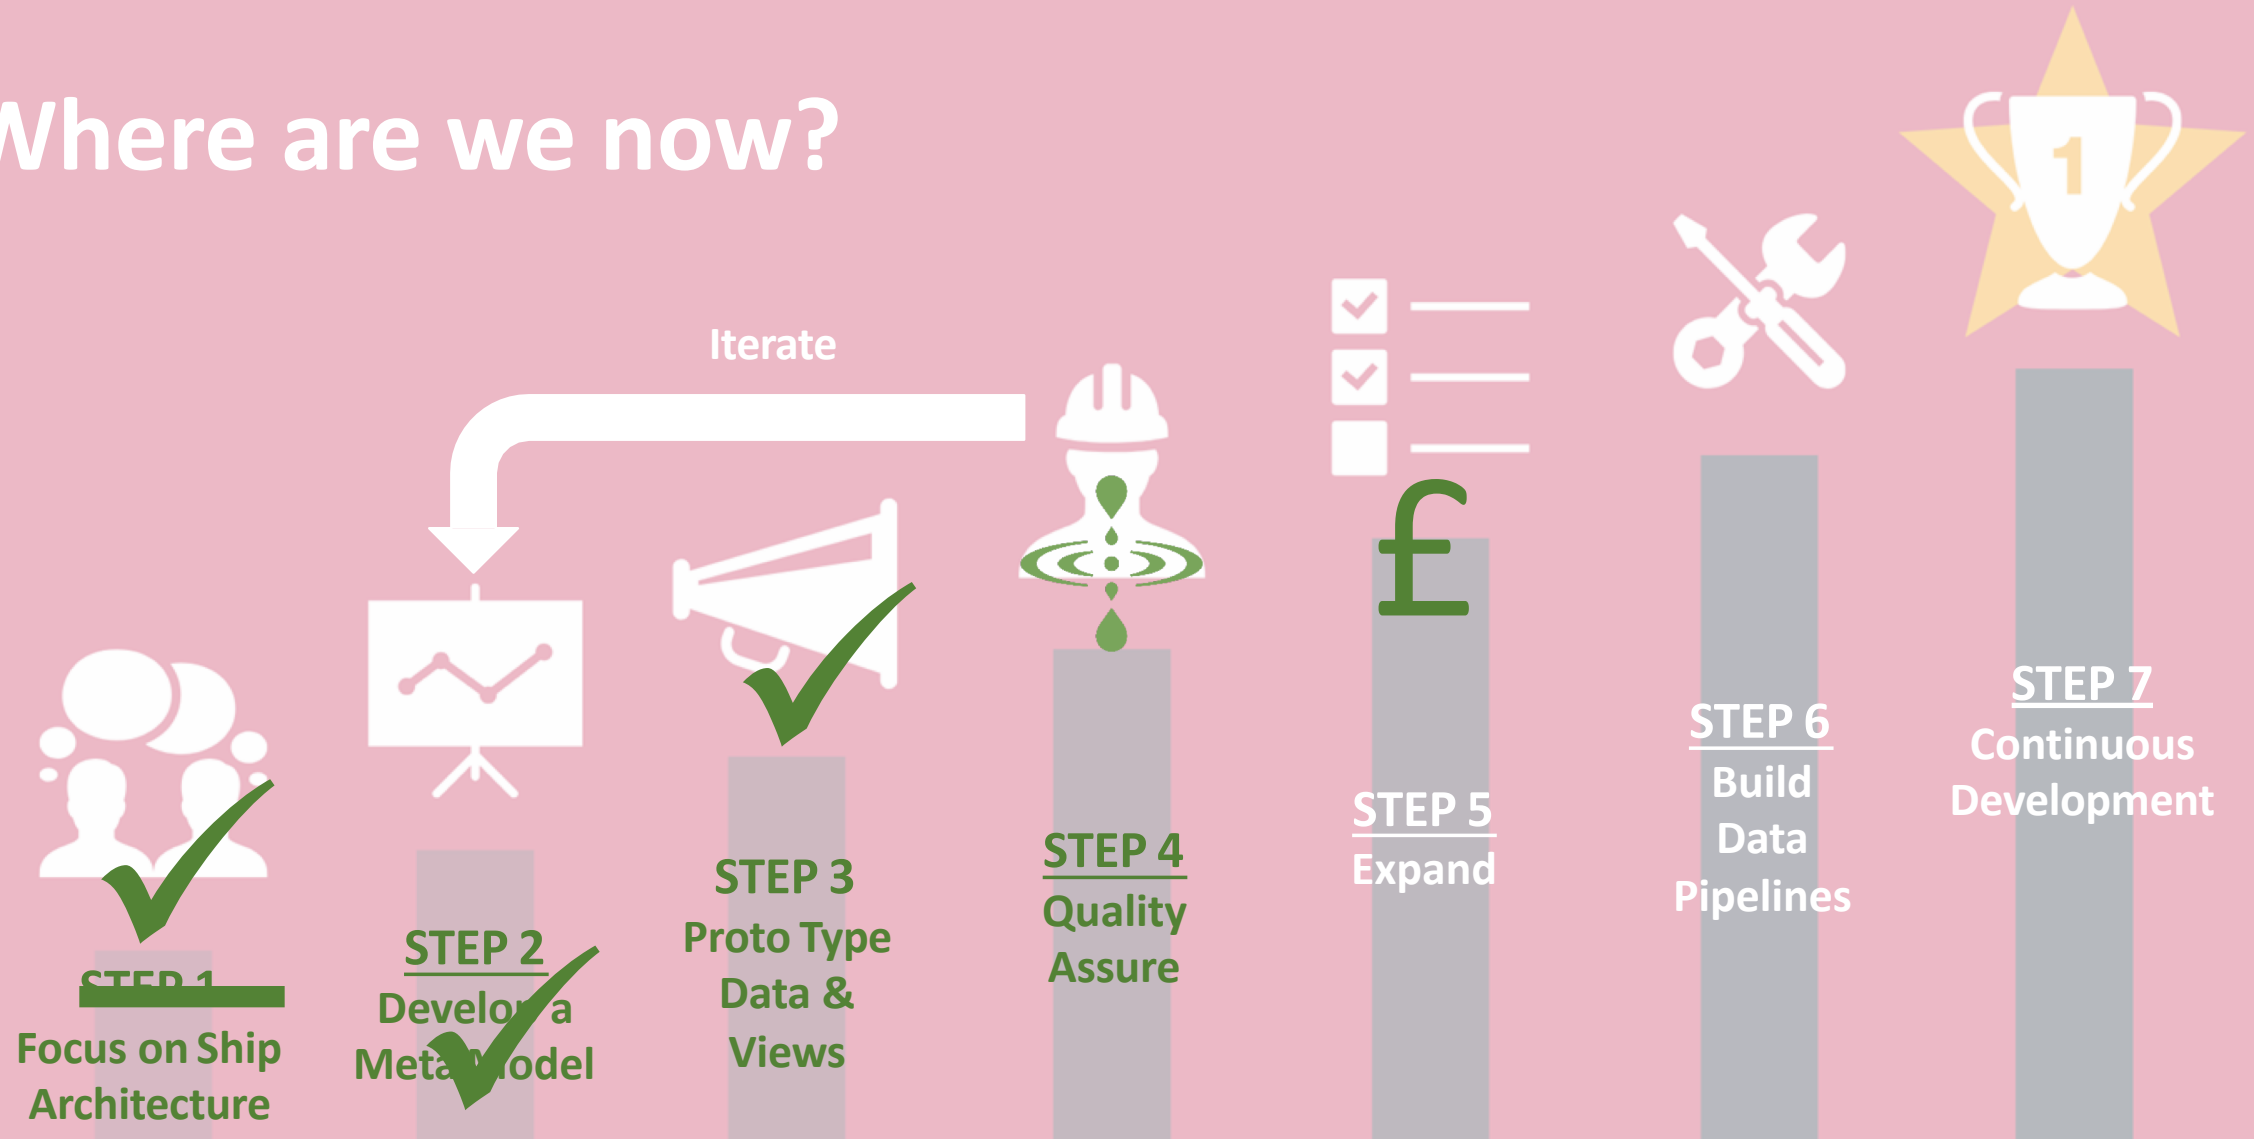 Where are we now?
Iterate
1
£
STEP 1
Focus on Ship
Architecture
STEP 2
Develop a
Meta Model
STEP 3
Proto Type
Data &
Views
STEP 4
Quality
Assure
STEP 5
Expand
STEP 6
Build
Data
Pipelines
STEP 7
Continuous
Development